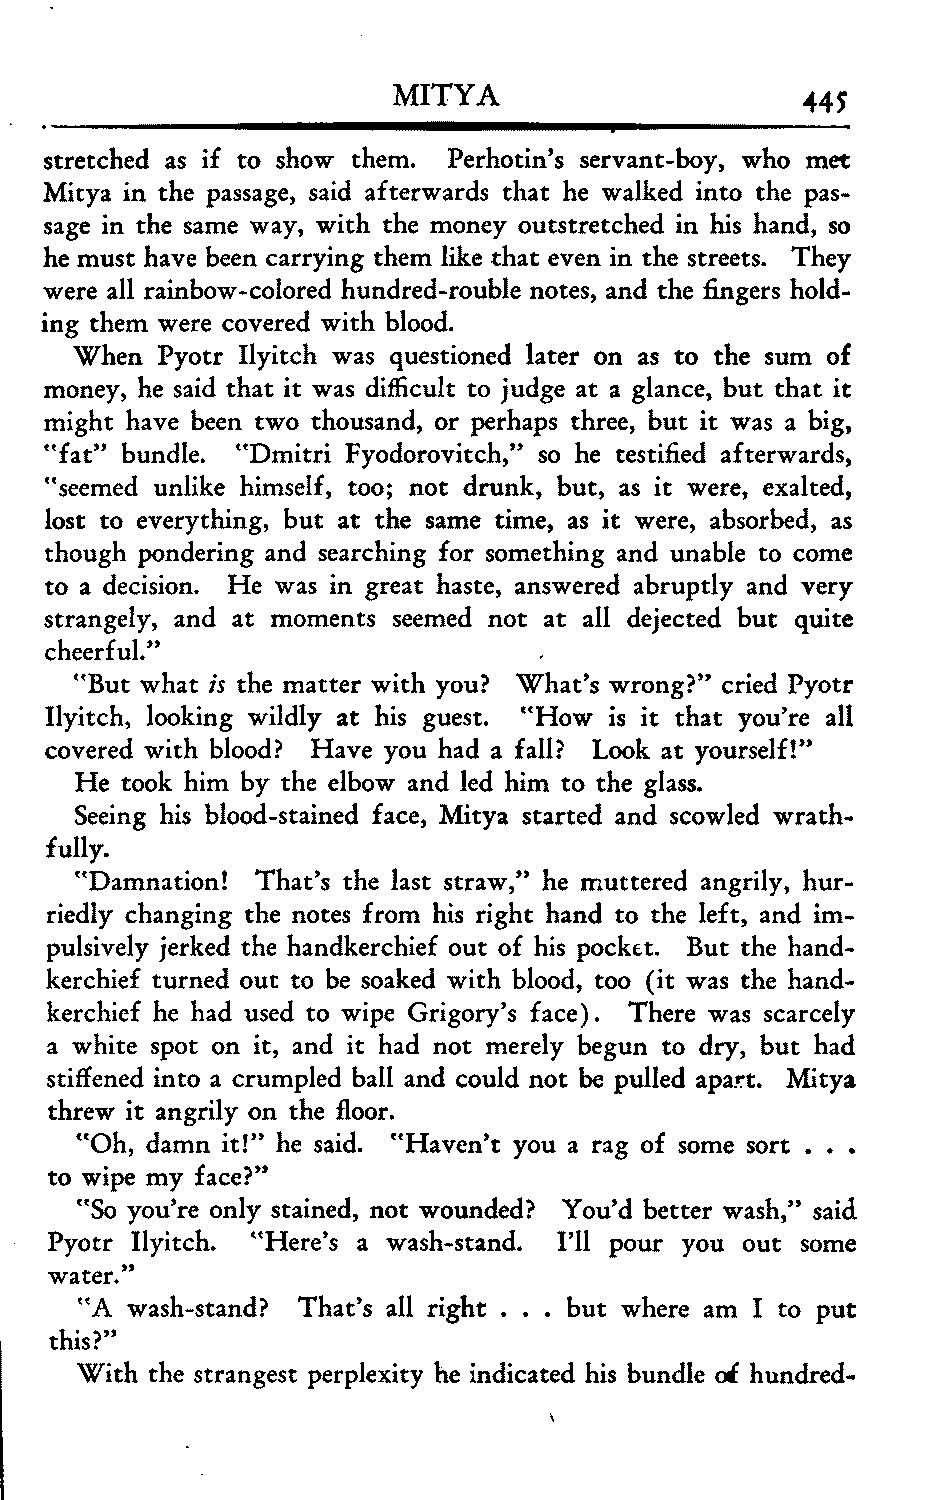 MITYA 445
stretched as if to show them. Perhotin's servant-boy, who met
Mitya in the passage, said afterwards that he walked into the pas-
sage in the same way, with the money outstretched in his hand, so
he must have been carrying them like that even in the streets. They
were all rainbow-colored hundred-rouble notes, and the fingers hold-
ing them were covered with blood.
When Pyotr Ilyitch was questioned later on as to the sum of
money, he said that it was difficult to judge at a glance, but that it
might have been two thousand, or perhaps three, but it was a big,
"fat" bundle. "Dmitri Fyodorovitch," so he testified afterwards,
"seemed unlike himself, too; not drunk, but, as it were, exalted,
lost to everything, but at the same time, as it were, absorbed, as
though pondering and searching for something and unable to come
to a decision. He was in great haste, answered abruptly and very
strangely, and at moments seemed not at all dejected but quite
cheerful."
"But what is the matter with you? What's wrong?" cried Pyotr
Ilyitch, looking wildly at his guest. "How is it that you're all
covered with blood? Have you had a fall? Look at yourself!"
He took him by the elbow and led him to the glass.
Seeing his blood-stained face, Mitya started and scowled wrath-
fully.
"Damnation! That's the last straw," he muttered angrily, hur-
riedly changing the notes from his right hand to the left, and im-
pulsively jerked the handkerchief out of his pocket. But the hand-
kerchief turned out to be soaked with blood, too (it was the hand-
kerchief he had used to wipe Grigory's face). There was scarcely
a white spot on it, and it had not merely begun to dry, but had
stiffened into a crumpled ball and could not be pulled apart. Mitya
threw it angrily on the floor.
"Oh, damn it!" he said. "Haven't you a rag of some sort . . .
to wipe my face?"
"So you're only stained, not wounded? You'd better wash," said
Pyotr Ilyitch. "Here's a wash-stand. I'll pour you out some
water."
"A wash-stand? That's all right . . . but where am I to put
this?"
With the strangest perplexity he indicated his bundle of hundred-